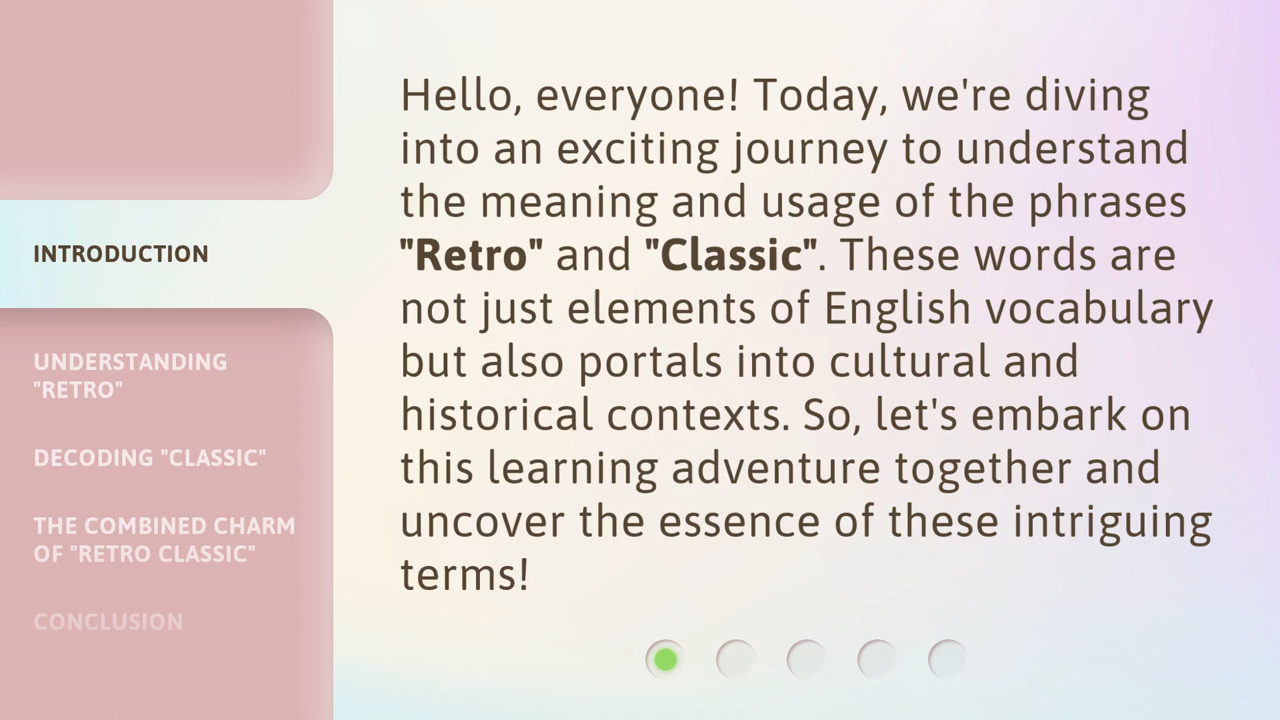 INTRODUCTION
UNDERSTANDING
"RETRO"
DECODING "CLASSIC"
THE COMBINED CHARM
OF "RETRO CLASSIC"
CONCLUSION
Hello, everyone! Today, we're diving
into an exciting journey to understand
the meaning and usage of the phrases
"Retro" and "Classic". These words are
not just elements of English vocabulary
but also portals into cultural and
historical contexts. So, let's embark on
this learning adventure together and
uncover the essence of these intriguing
terms!